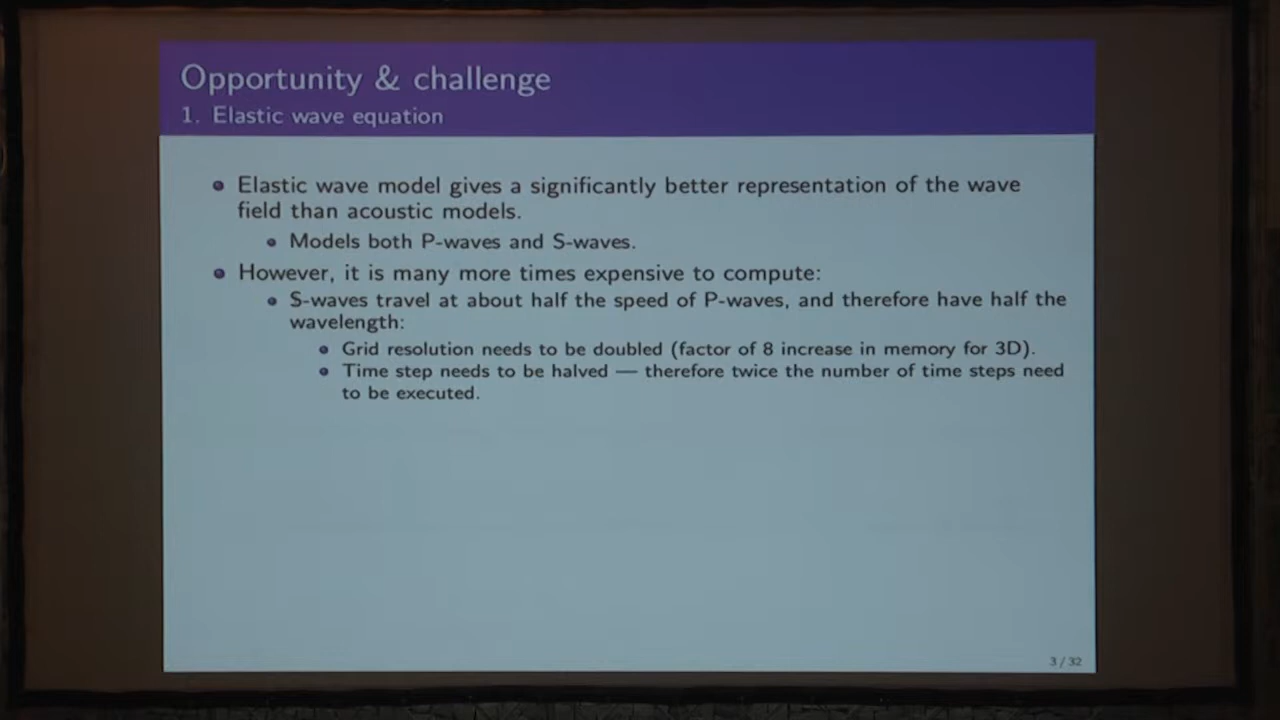 Opportunity & challenge
1. Elastic wave equation
Elastic wave model gives a significantly better representation of the wave
field than acoustic models.
Models both P-waves and S-waves.
However, it is many more times expensive to compute:
S-waves travel at about half the speed of P-waves, and therefore have half the
wavelength:
Grid resolution needs to be doubled (factor of 8 increase in memory for 3D).
Time step needs to be halved — therefore twice the number of time steps need
to be executed.
3 / 32